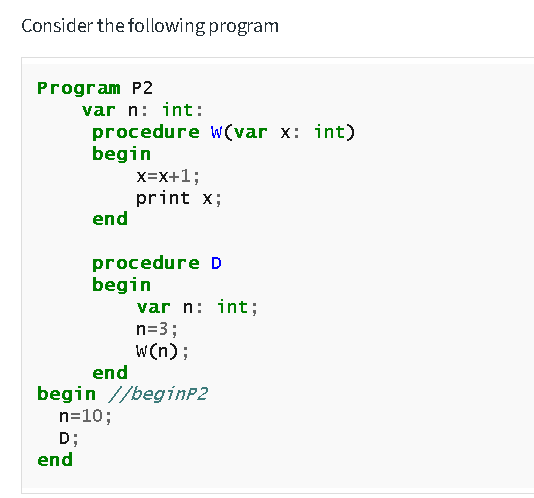 Consider the following program
Program P2
var n: int:
procedure W(var x: int)
begin
x=x+1;
print x;
end
procedure D
begin
var n: int;
n=3;
W(n);
end
begin //beginP2
n=10;
D;
end